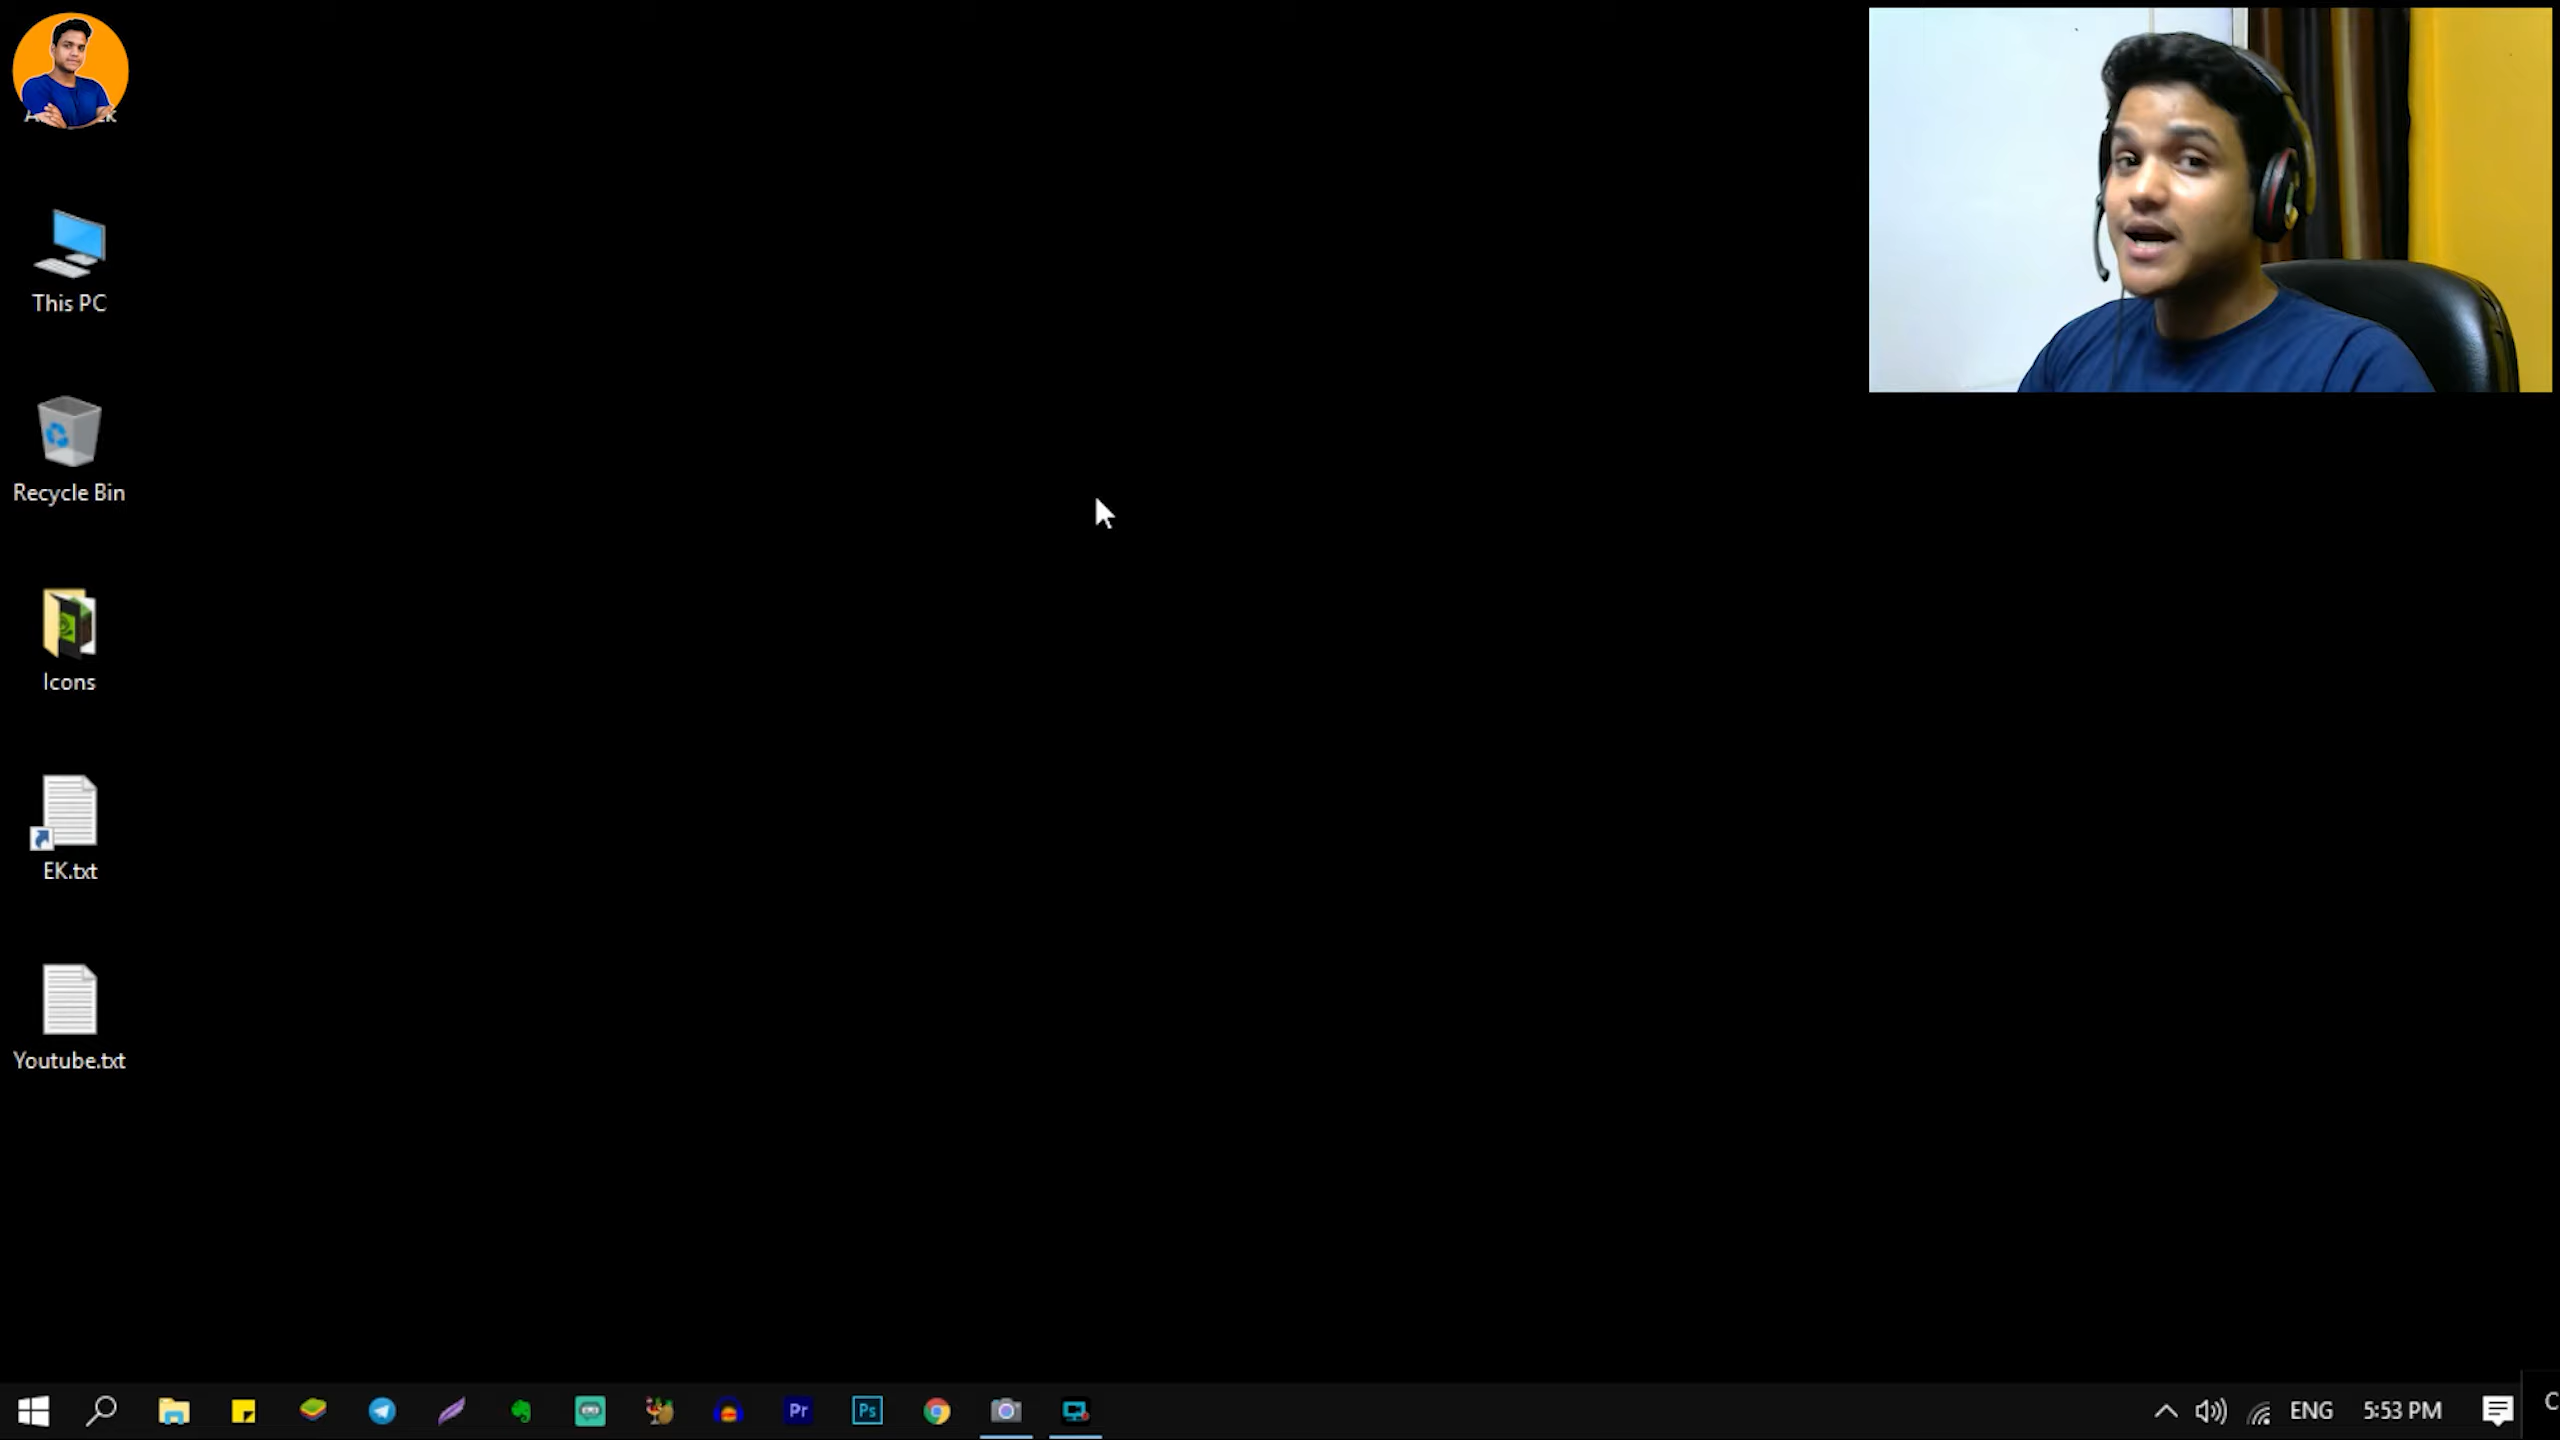 This PC
Recycle Bin
Icons
EK.txt
Youtube.txt
Pr
Ps
ENG
5:53 PM